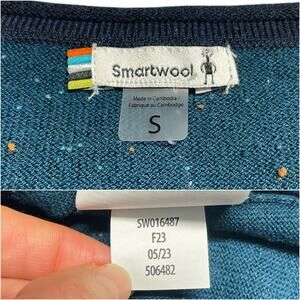 Smartwool
Made in Cambodia /
Fabriqué au Cambodge
S
SW016487
F23
05/23
506482